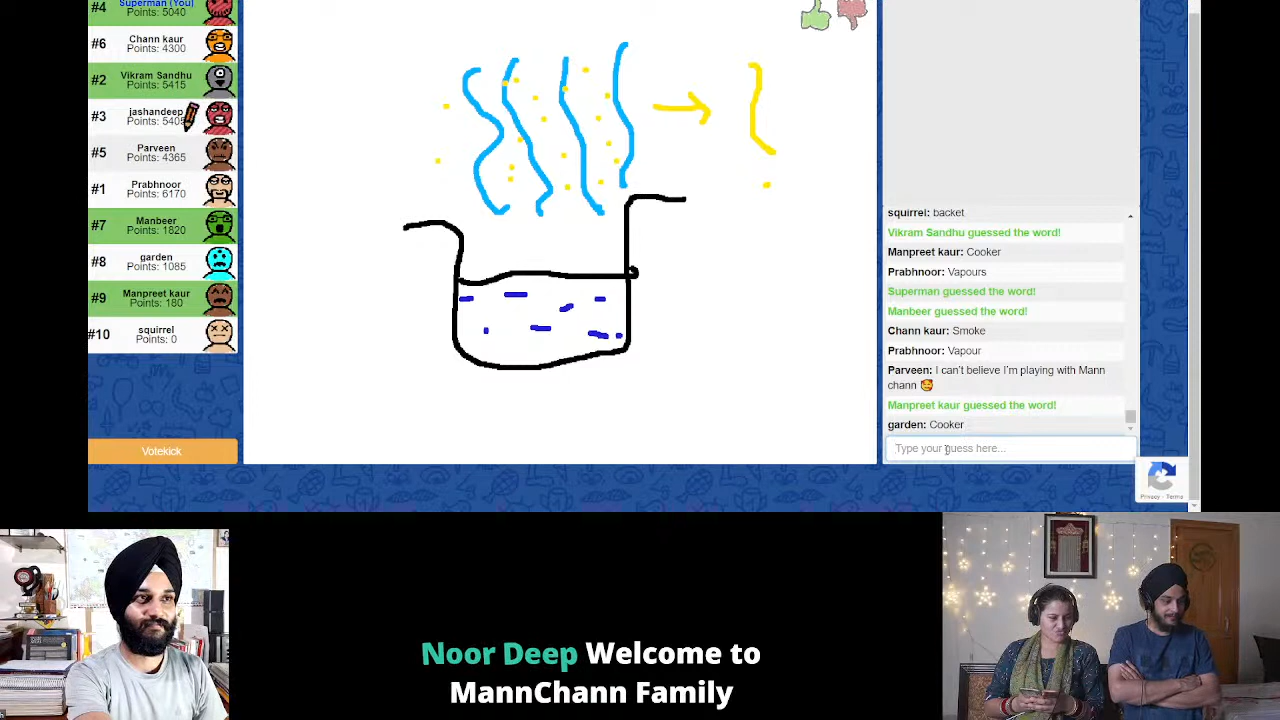 #4
Superman (You)
Points: 5040
#6
Chann kaur
Points: 4300
#2
Vikram Sandhu
Points: 5415
#3
jashandeep
Points: 5405
#5
Parveen
Points: 4365
#1
Prabhnoor
Points: 6170
#7
Manbeer
Points: 1820
#8
garden
Points: 1085
#9
Manpreet kaur
Points: 180
#10
squirrel
Points: 0
Votekick
squirrel: backet
Vikram Sandhu guessed the word!
Manpreet kaur: Cooker
Prabhnoor: Vapours
Superman guessed the word!
Manbeer guessed the word!
Chann kaur: Smoke
Prabhnoor: Vapour
Parveen: I can't believe I'm playing with Mann
chann 🥰
Manpreet kaur guessed the word!
garden: Cooker
Type your guess here...
Privacy - Terms
Noor Deep Welcome to
MannChann Family